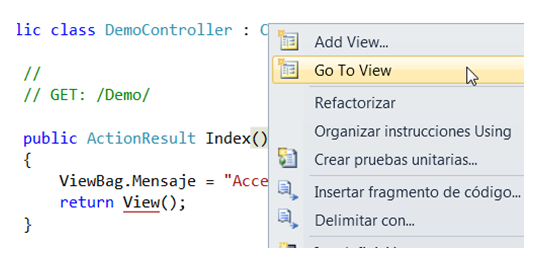 lic class DemoController : C
//
// GET: /Demo/
public ActionResult Index()
{
ViewBag.Mensaje = "Acce
return View();
}
Add View...
Go To View
Refactorizar
Organizar instrucciones Using
Crear pruebas unitarias...
Insertar fragmento de código...
Delimitar con...